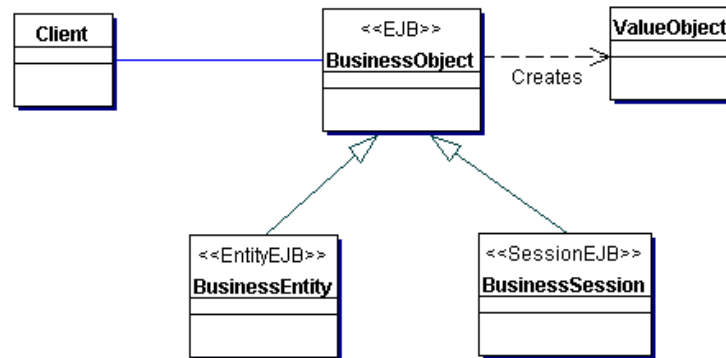 Client
<<EJB>>
BusinessObject
ValueObject
Creates
<<EntityEJB>>
BusinessEntity
<<SessionEJB>>
BusinessSession